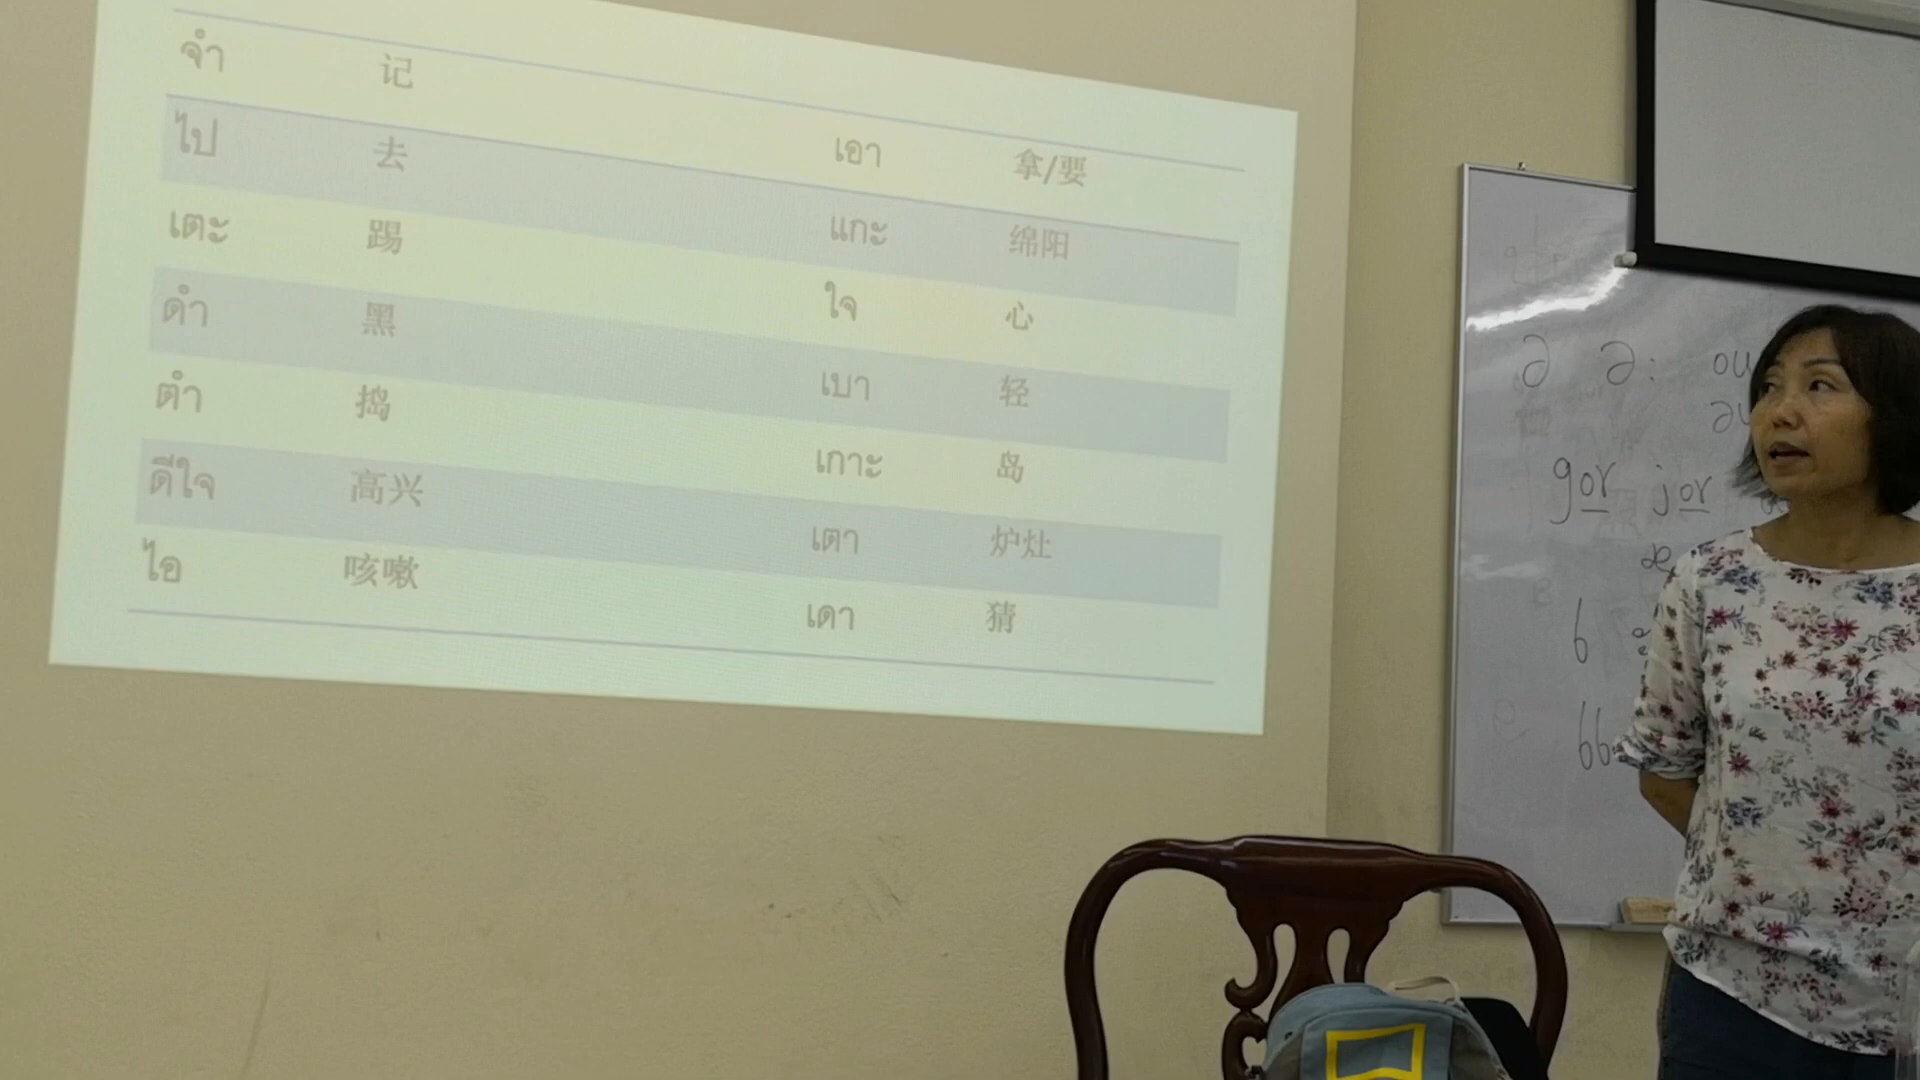 จำ 记 เอา 拿/要
ไป 去 แกะ 绵阳
เตะ 踢 ใจ 心
ดำ 黑 เบา 轻
ตำ 捣 เกาะ 岛
ดีใจ 高兴 เตา 炉灶
ไอ 咳嗽 เดา 猜
ə ə: ou
gor jor
æ
6
66